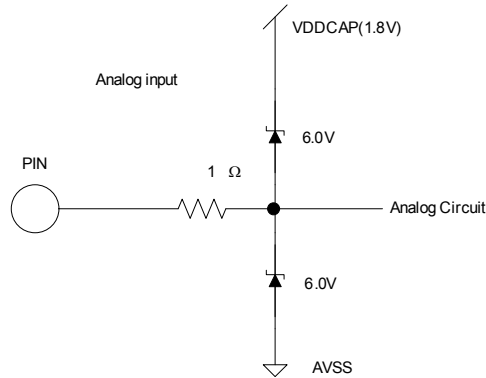 VDDCAP(1.8V)
Analog input
6.0V
PIN
1 Ω
Analog Circuit
6.0V
AVSS